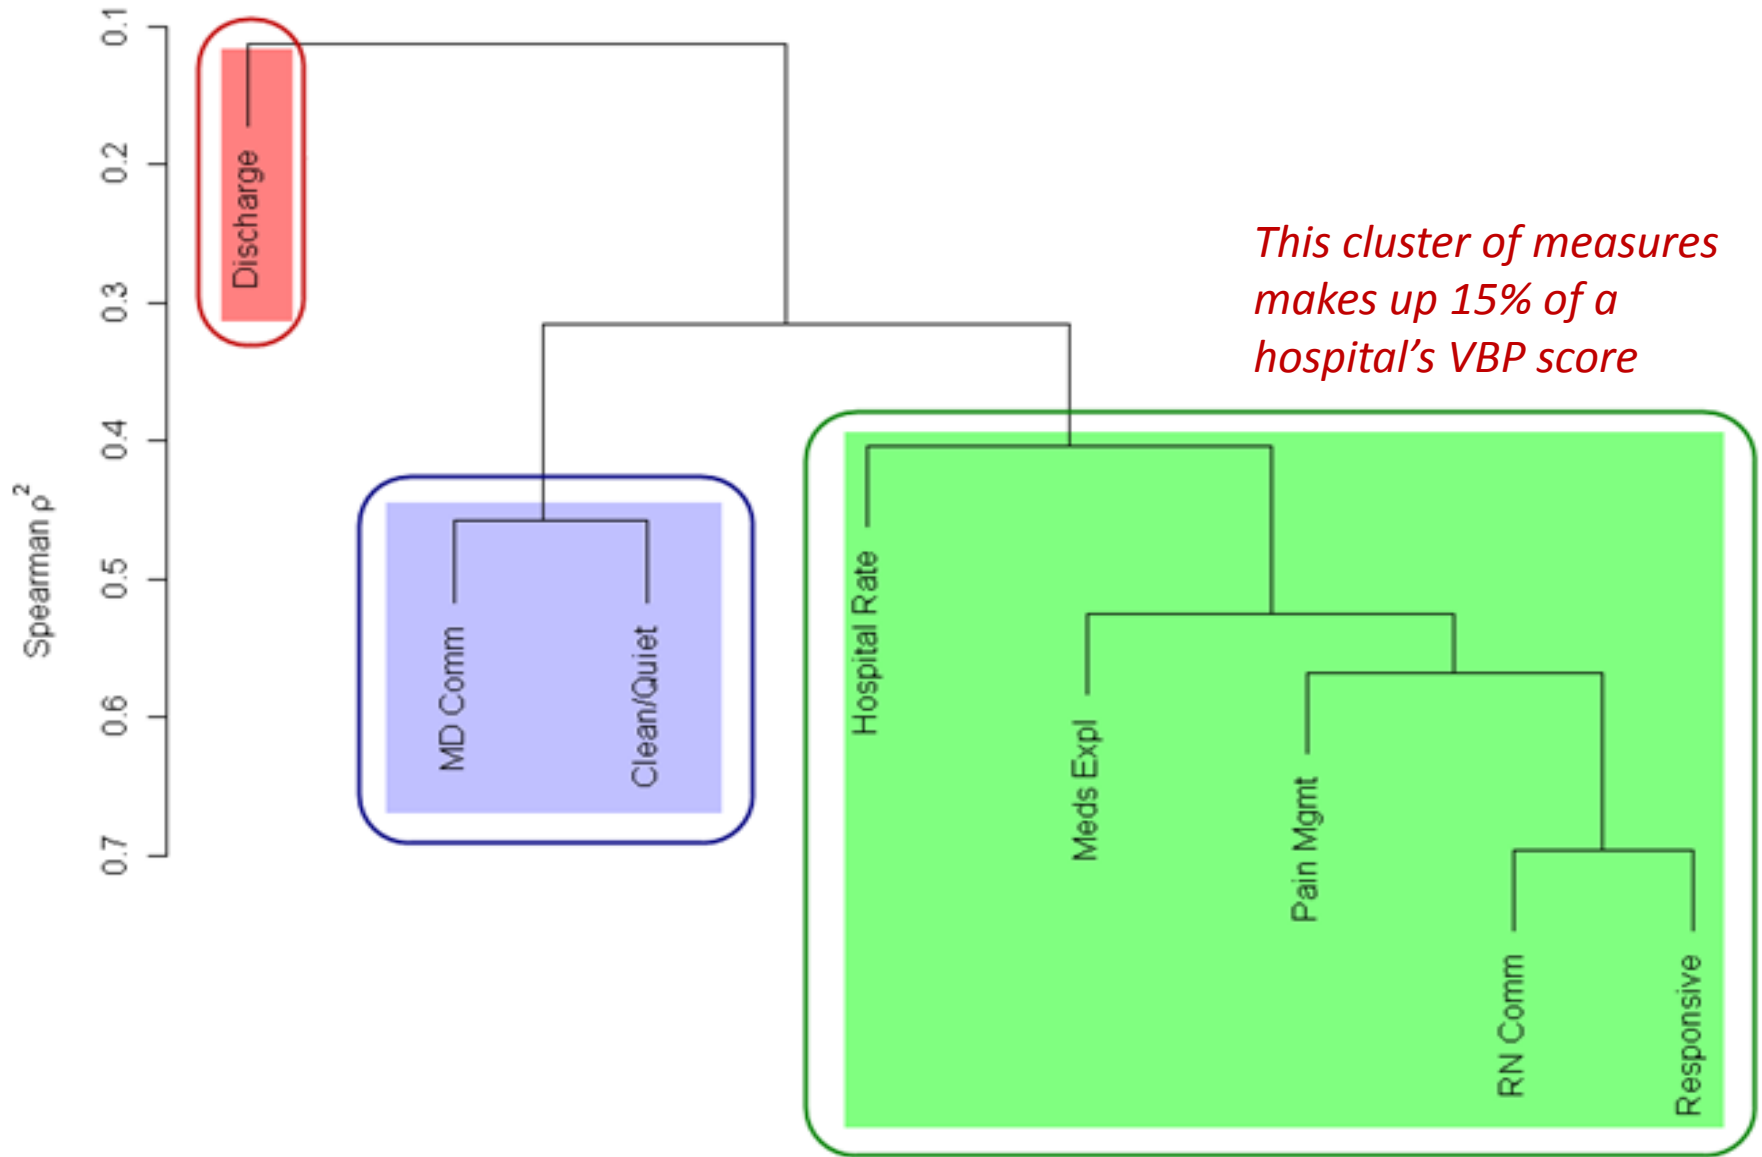 Spearman ρ²
0.1
0.2
0.3
0.4
0.5
0.6
0.7
Discharge
MD Comm
Clean/Quiet
This cluster of measures
makes up 15% of a
hospital’s VBP score
Hospital Rate
Meds Expl
Pain Mgmt
RN Comm
Responsive